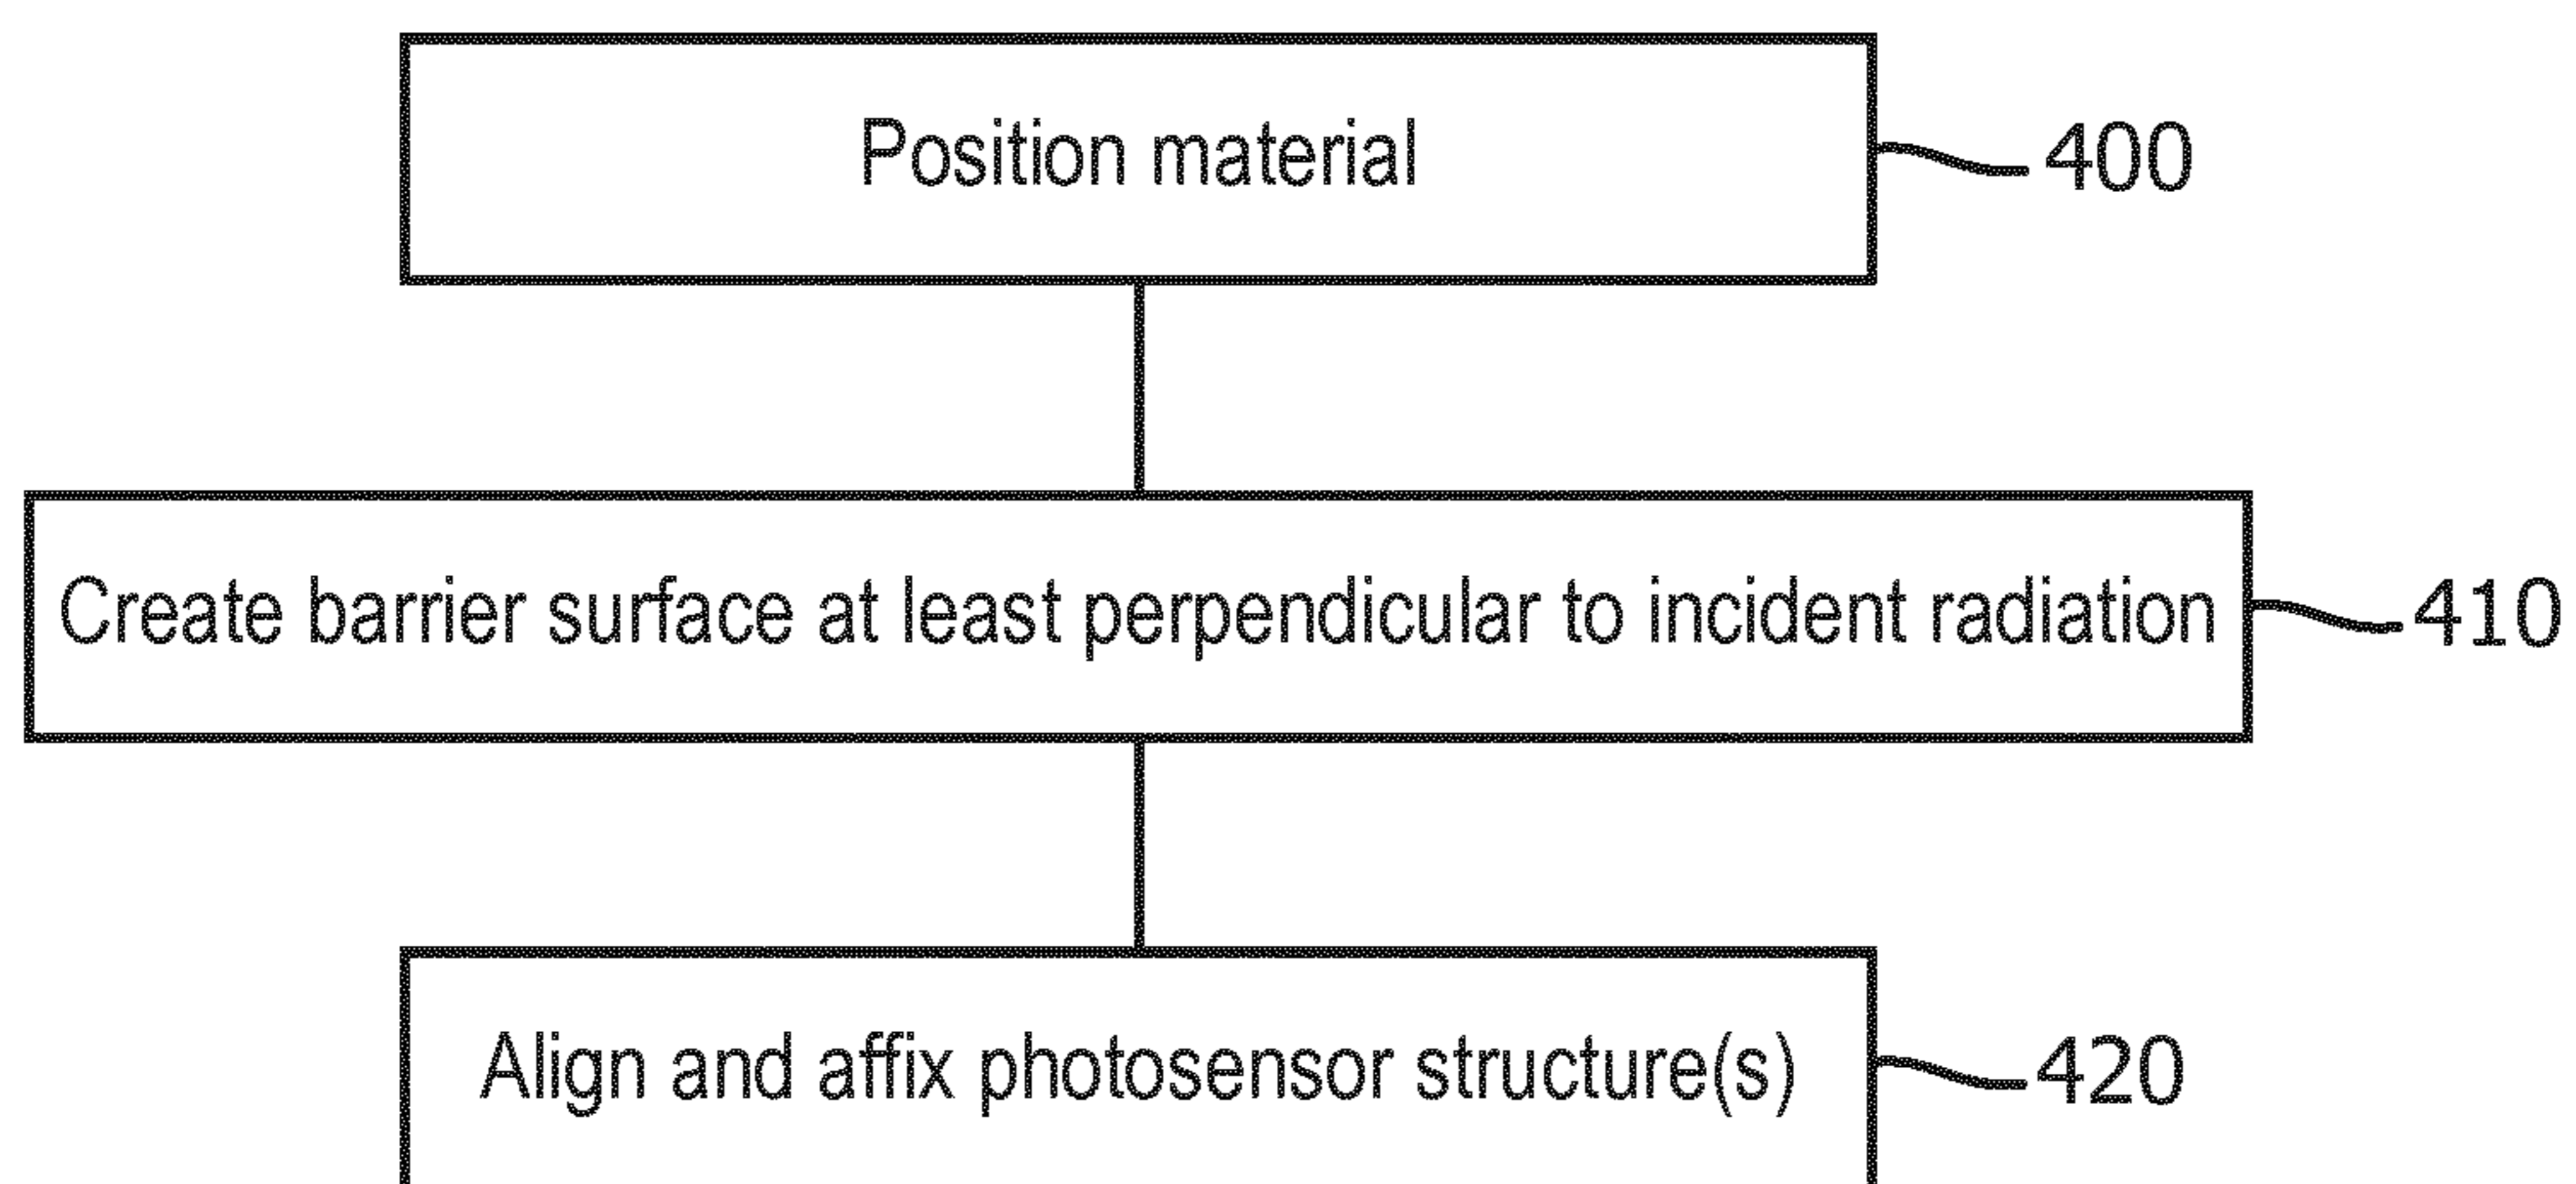 Position material
400
Create barrier surface at least perpendicular to incident radiation
410
Align and affix photosensor structure(s)
420